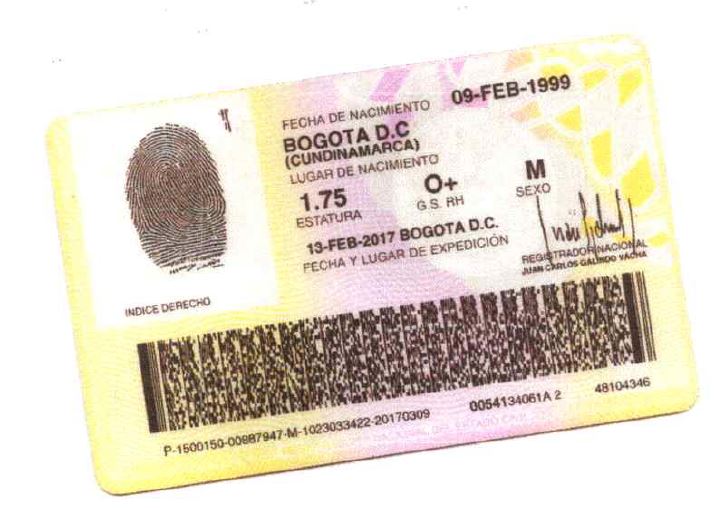 09-FEB-1999
FECHA DE NACIMIENTO
BOGOTA D.C
(CUNDINAMARCA)
LUGAR DE NACIMIENTO
1.75 O+ M
ESTATURA G.S. RH SEXO
13-FEB-2017 BOGOTA D.C.
FECHA Y LUGAR DE EXPEDICIÓN
REGISTRADOR NACIONAL
JUAN CARLOS GALINDO VACHA
INDICE DERECHO
P-1500150-00887947-M-1023033422-20170309 0054134061A 2 48104346